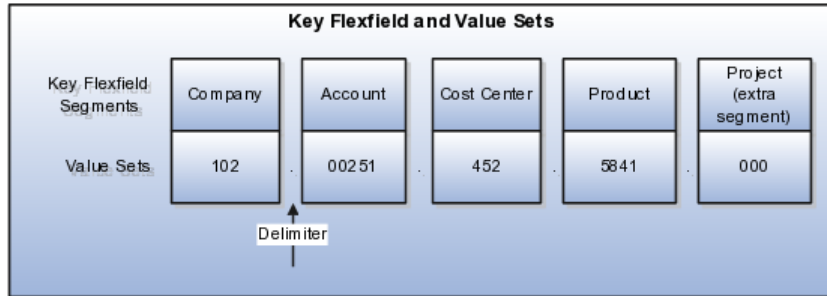 Key Flexfield and Value Sets
Key Flexfield
Segments
Company
Account
Cost Center
Product
Project
(extra
segment)
Value Sets
102 . 00251 . 452 . 5841 . 000
Delimiter